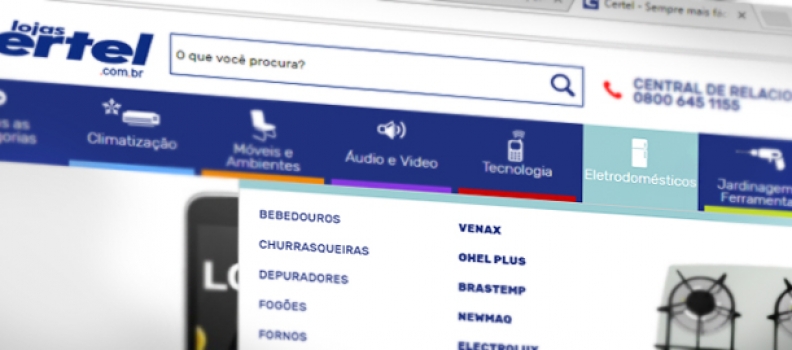 Certel - Sempre mais fa
lojas
ertel
.com.br
O que você procura?
CENTRAL DE RELACIO
0800 645 1155
s as
gorias
Climatização
Móveis e
Ambientes
Áudio e Video
Tecnologia
Eletrodomésticos
Jardinagem
Ferramenta
BEBEDOUROS
CHURRASQUEIRAS
DEPURADORES
FOGÕES
FORNOS
VENAX
OHEL PLUS
BRASTEMP
NEWMAQ
ELECTROLUX
LO